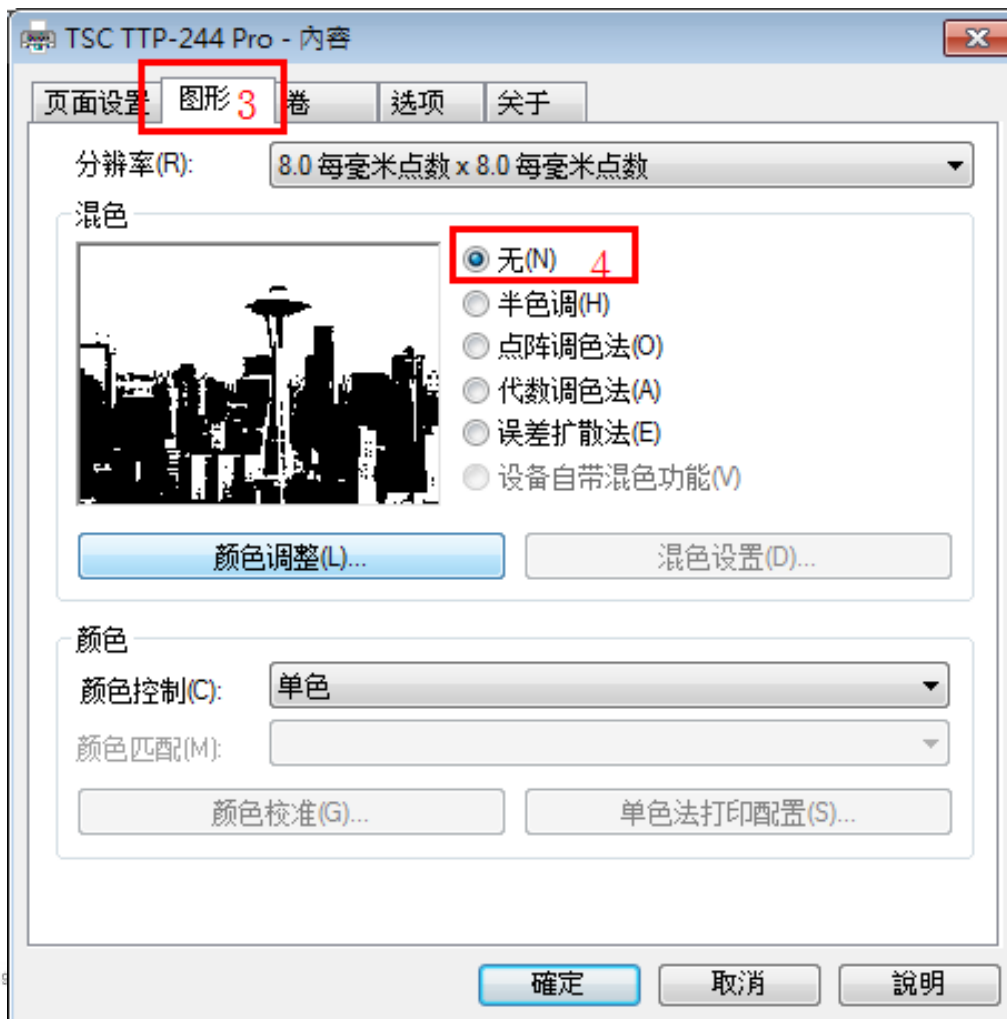 TSC TTP-244 Pro - 內容
页面设置 图形 3 卷 选项 关于
分辨率(R): 8.0 每毫米点数 x 8.0 每毫米点数
混色
无(N) 4
半色调(H)
点阵调色法(O)
代数调色法(A)
误差扩散法(E)
设备自带混色功能(V)
颜色调整(L)... 混色设置(D)...
颜色
颜色控制(C): 单色
颜色匹配(M):
颜色校准(G)... 单色法打印配置(S)...
確定 取消 說明